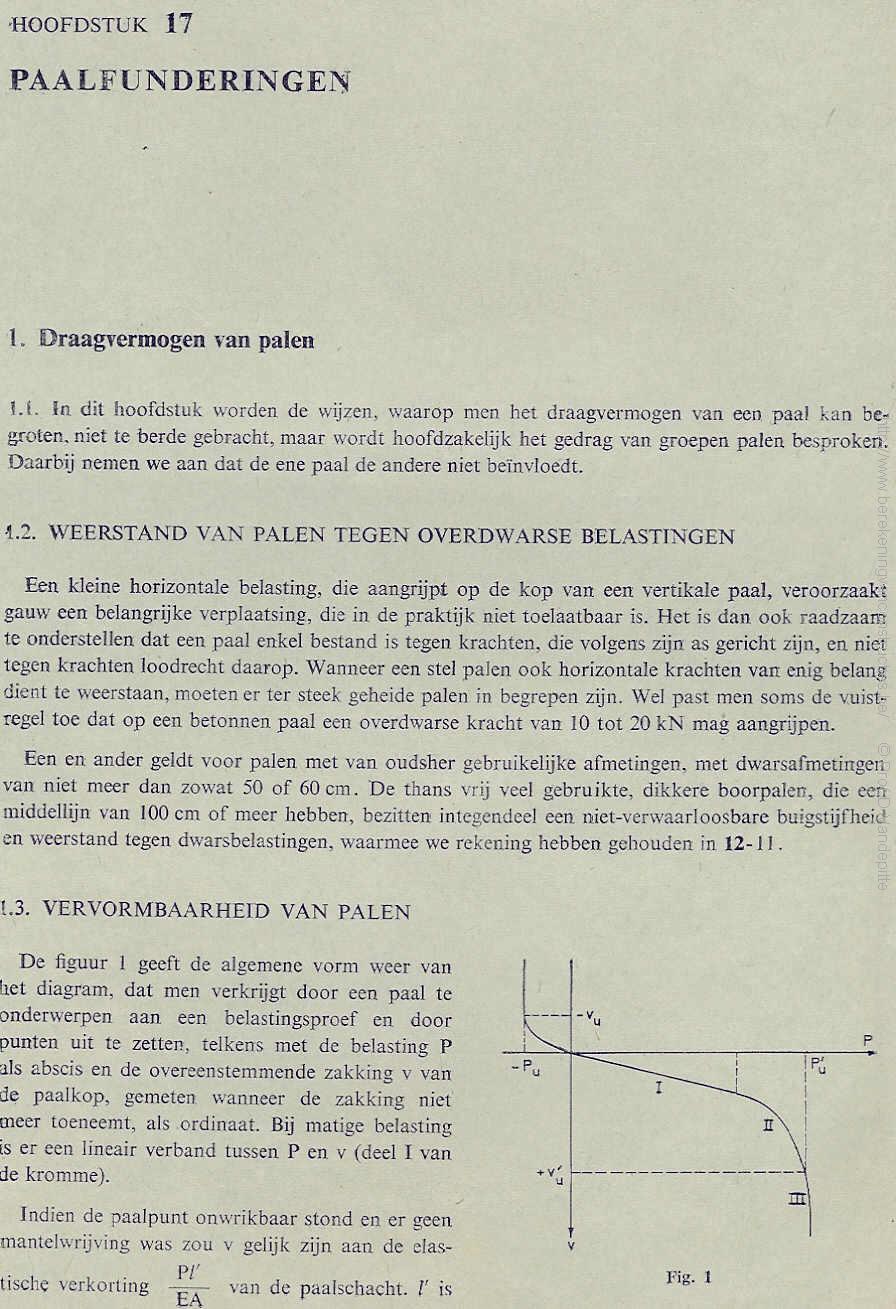 HOOFDSTUK 17
PAALFUNDERINGEN
1. Draagvermogen van palen
1.1. In dit hoofdstuk worden de wijzen, waarop men het draagvermogen van een paal kan be-
groten, niet te berde gebracht, maar wordt hoofdzakelijk het gedrag van groepen palen besproken.
Daarbij nemen we aan dat de ene paal de andere niet beïnvloedt.
1.2. WEERSTAND VAN PALEN TEGEN OVERDWARSE BELASTINGEN
Een kleine horizontale belasting, die aangrijpt op de kop van een vertikale paal, veroorzaakt
gauw een belangrijke verplaatsing, die in de praktijk niet toelaatbaar is. Het is dan ook raadzaam
te onderstellen dat een paal enkel bestand is tegen krachten, die volgens zijn as gericht zijn, en niet
tegen krachten loodrecht daarop. Wanneer een stel palen ook horizontale krachten van enig belang
dient te weerstaan, moeten er ter steek geheide palen in begrepen zijn. Wel past men soms de vuist-
regel toe dat op een betonnen paal een overdwarse kracht van 10 tot 20 kN mag aangrijpen.
Een en ander geldt voor palen met van oudsher gebruikelijke afmetingen, met dwarsafmetingen
van niet meer dan zowat 50 of 60 cm. De thans vrij veel gebruikte, dikkere boorpalen, die een
middellijn van 100 cm of meer hebben, bezitten integendeel een niet-verwaarloosbare buigstijfheid
en weerstand tegen dwarsbelastingen, waarmee we rekening hebben gehouden in 12-11.
1.3. VERVORMBAARHEID VAN PALEN
De figuur 1 geeft de algemene vorm weer van
het diagram, dat men verkrijgt door een paal te
onderwerpen aan een belastingsproef en door
punten uit te zetten, telkens met de belasting P
als abscis en de overeenstemmende zakking v van
de paalkop, gemeten wanneer de zakking niet
meer toeneemt, als ordinaat. Bij matige belasting
is er een lineair verband tussen P en v (deel I van
de kromme).
Indien de paalpunt onwrikbaar stond en er geen
mantelwrijving was zou v gelijk zijn aan de elas-
tische verkorting Pl′/EA van de paalschacht. l′ is
-vu
P
-Pu
P′u
I
II
+v′u
III
v
Fig. 1